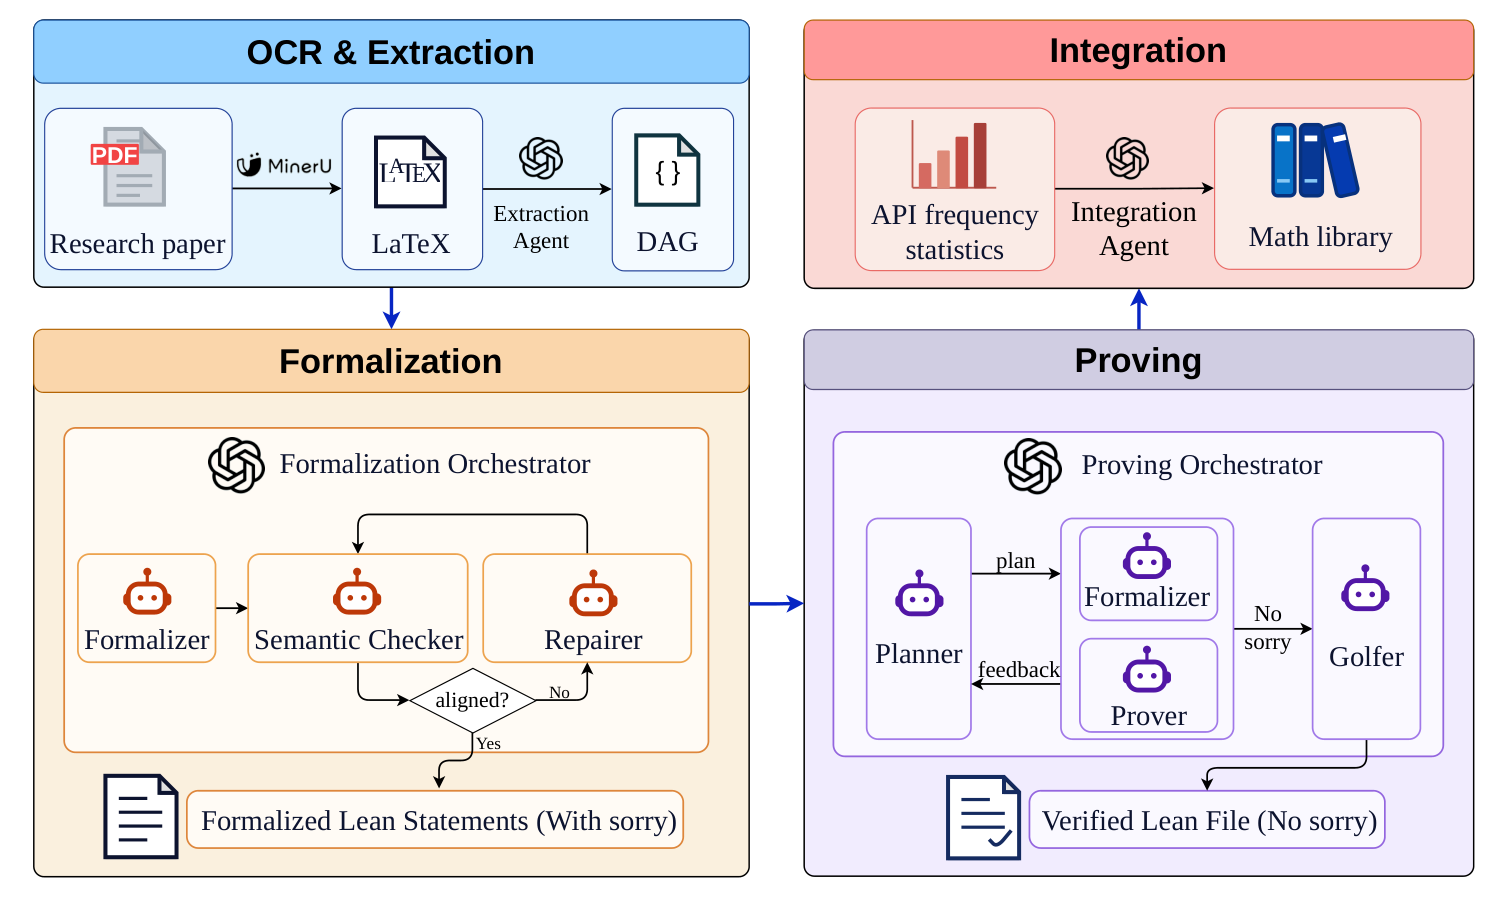 OCR & Extraction
PDF
Research paper
MinerU
LATEX
LaTeX
Extraction
Agent
{ }
DAG
Integration
API frequency
statistics
Integration
Agent
Math library
Formalization
Formalization Orchestrator
Formalizer
Semantic Checker
Repairer
aligned?
No
Yes
Formalized Lean Statements (With sorry)
Proving
Proving Orchestrator
Planner
plan
feedback
Formalizer
Prover
No
sorry
Golfer
Verified Lean File (No sorry)